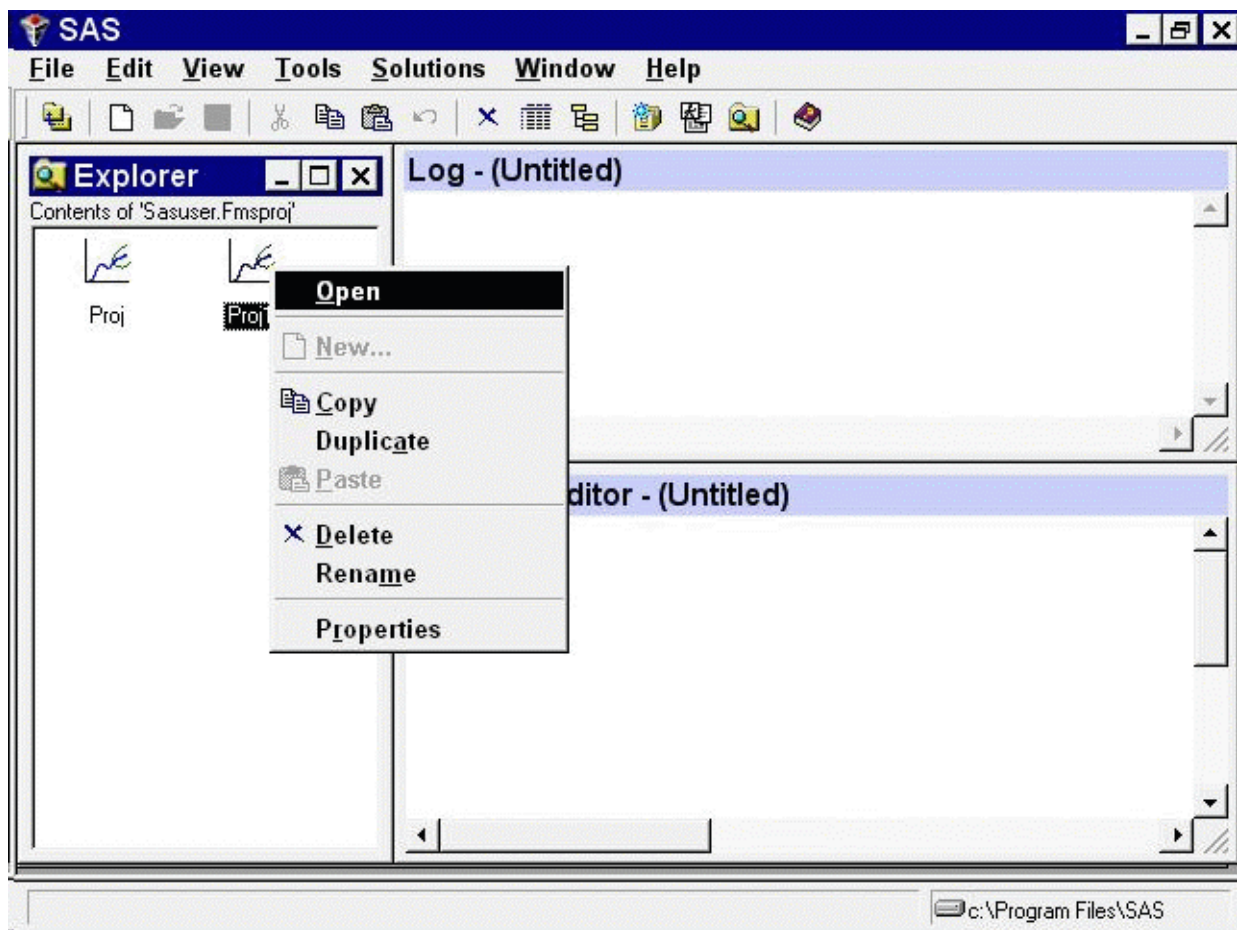 SAS
File Edit View Tools Solutions Window Help
Explorer
Contents of 'Sasuser.Fmsproj'
Proj
Open
New...
Copy
Duplicate
Paste
Delete
Rename
Properties
Log - (Untitled)
ditor - (Untitled)
c:\Program Files\SAS